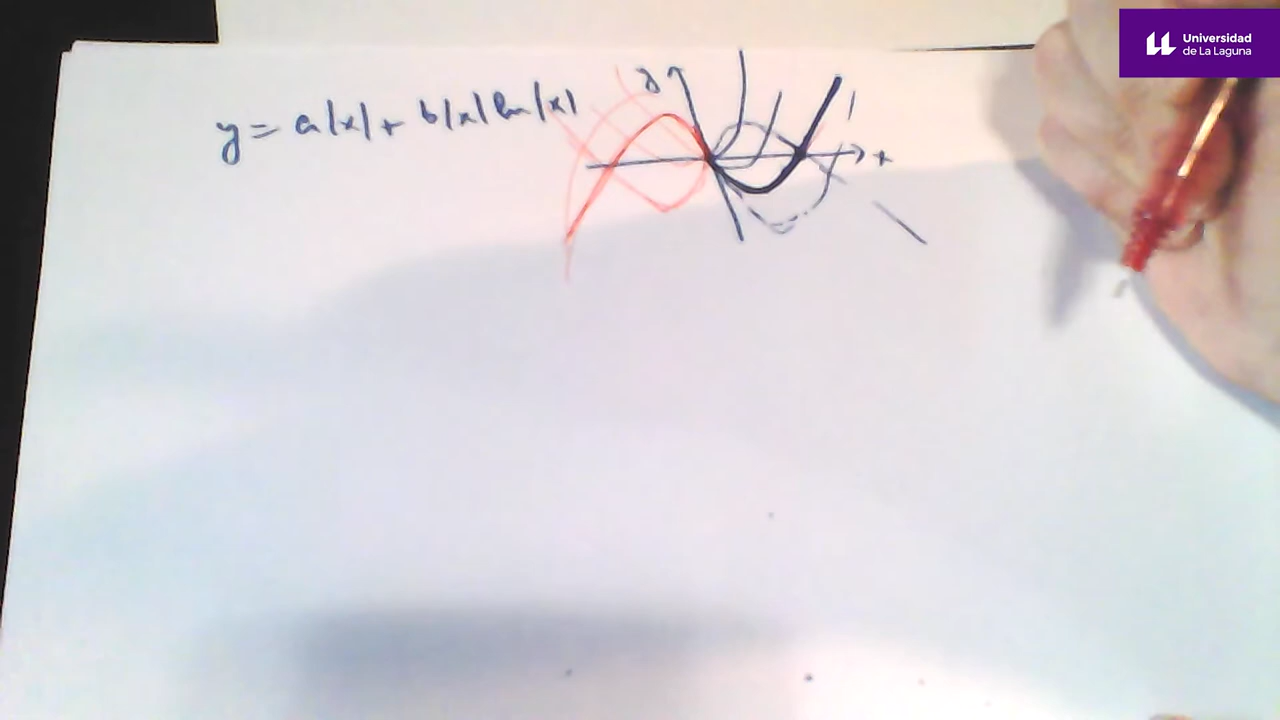 y = a|x| + b|x| ln|x|
y
x
Universidad
de La Laguna